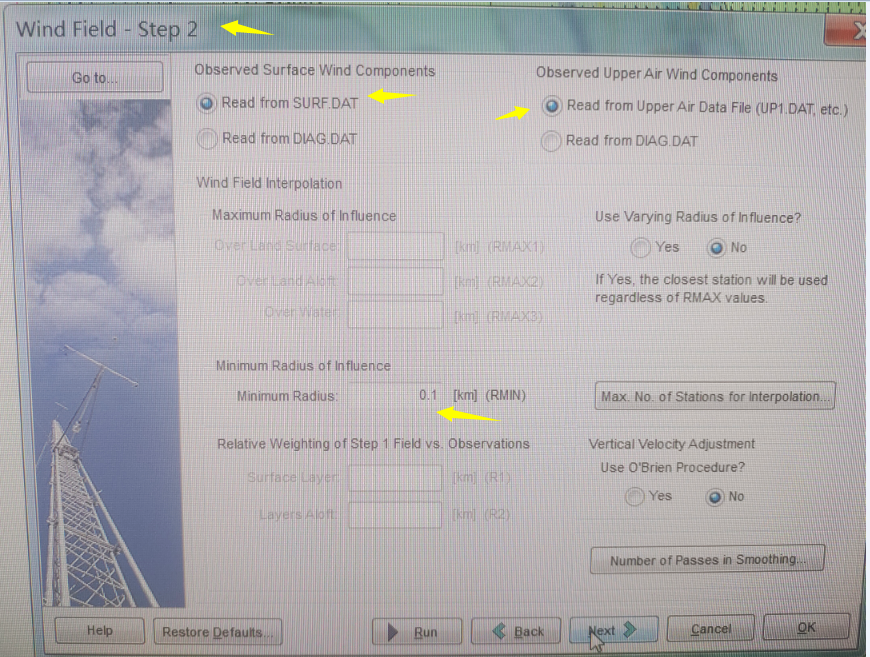 Wind Field - Step 2
Go to...
Observed Surface Wind Components
Read from SURF.DAT
Read from DIAG.DAT
Observed Upper Air Wind Components
Read from Upper Air Data File (UP1.DAT, etc.)
Read from DIAG.DAT
Wind Field Interpolation
Maximum Radius of Influence
Over Land Surface: [km] (RMAX1)
Over Land Aloft: [km] (RMAX2)
Over Water: [km] (RMAX3)
Use Varying Radius of Influence?
Yes No
If Yes, the closest station will be used
regardless of RMAX values.
Minimum Radius of Influence
Minimum Radius: 0.1 [km] (RMIN)
Max. No. of Stations for Interpolation...
Relative Weighting of Step 1 Field vs. Observations
Surface Layer: [km] (R1)
Layers Aloft: [km] (R2)
Vertical Velocity Adjustment
Use O'Brien Procedure?
Yes No
Number of Passes in Smoothing...
Help
Restore Defaults...
Run
Back
Next
Cancel
OK